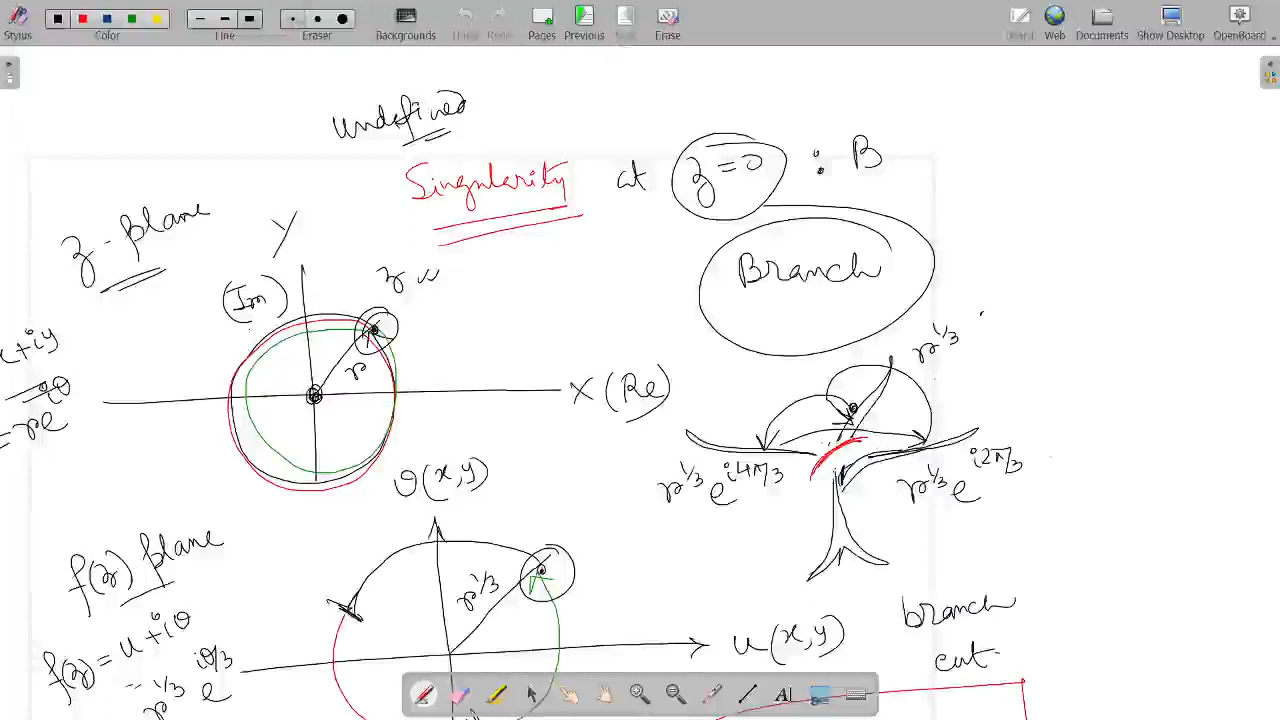 Stylus
Color
Line
Eraser
Backgrounds
Undo
Redo
Pages
Previous
Erase
Board
Web
Documents
Show Desktop
OpenBoard
undefined
Singularity at z=0 : B
z-plane
Y
(Im)
z =
Branch
x+iy
= re^{iθ}
r
X (Re)
r^{1/3}
r^{1/3} e^{i4π/3}
r^{1/3} e^{i2π/3}
v(x,y)
f(z) plane
r^{1/3}
f(z) = u+iv
= r^{1/3} e^{iθ/3}
u(x,y)
branch
cut